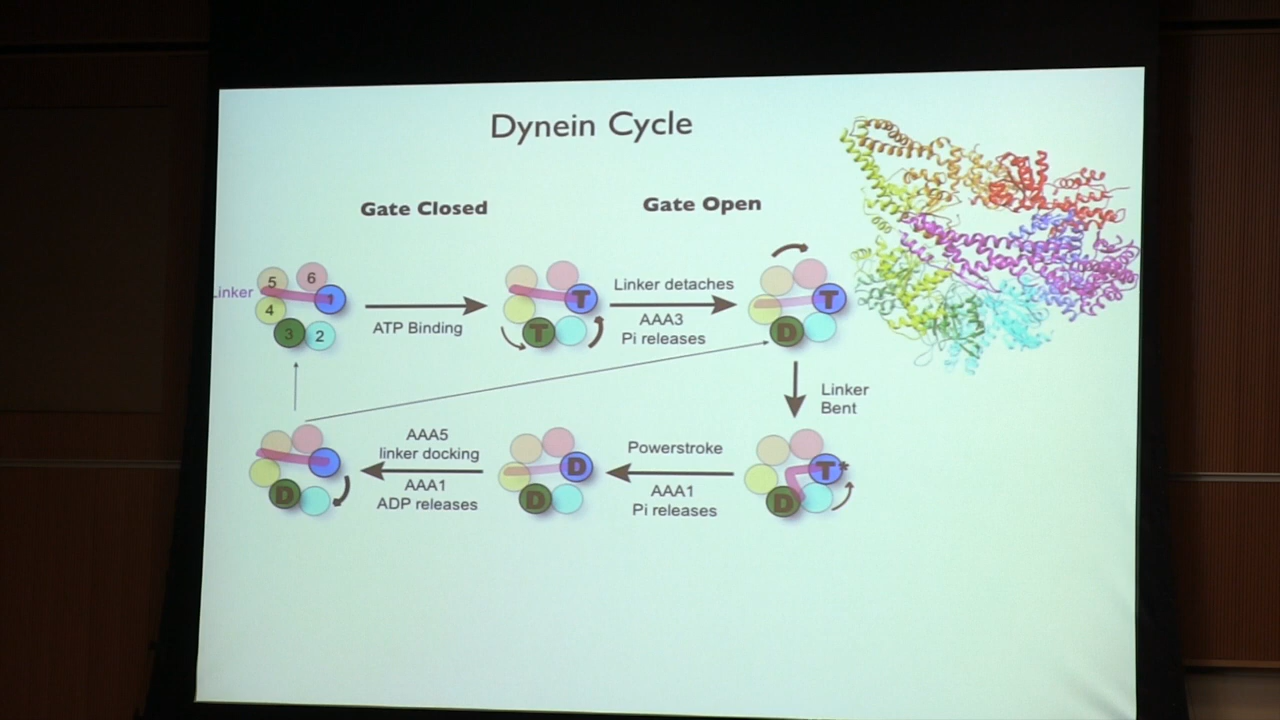 Dynein Cycle
Gate Closed
Gate Open
5
6
Linker
1
4
3
2
ATP Binding
T
T
Linker detaches
AAA3
Pi releases
T
D
Linker
Bent
T*
D
Powerstroke
AAA1
Pi releases
D
D
AAA5
linker docking
AAA1
ADP releases
D